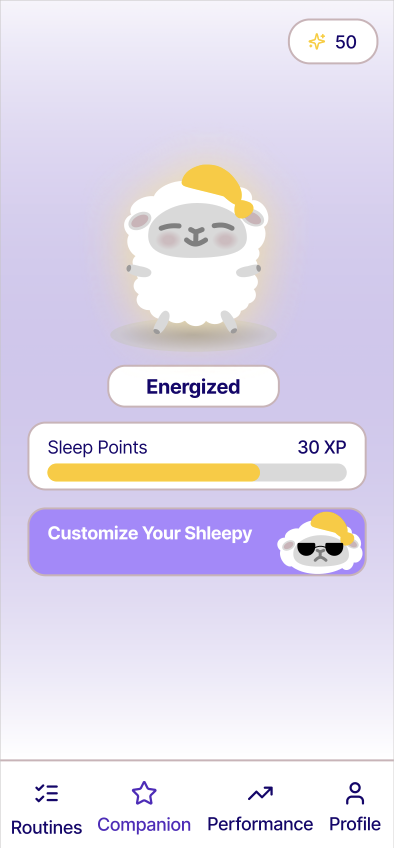 50
Energized
Sleep Points 30 XP
Customize Your Shleepy
Routines Companion Performance Profile